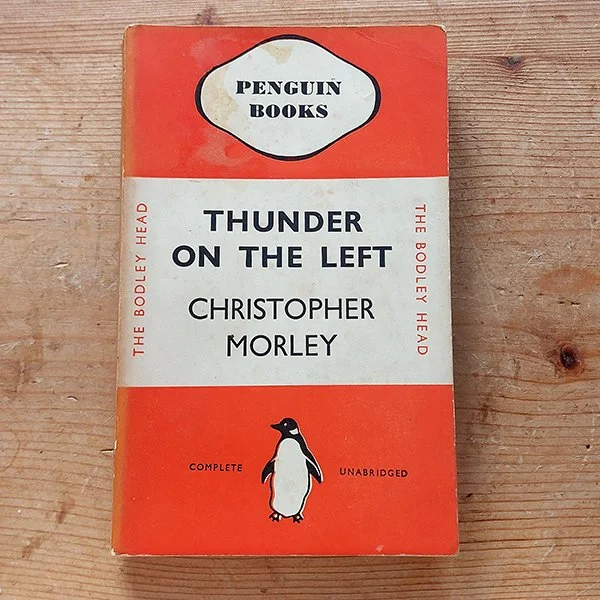 PENGUIN
BOOKS
THE BODLEY HEAD
THUNDER
ON THE LEFT
CHRISTOPHER
MORLEY
THE BODLEY HEAD
COMPLETE
UNABRIDGED